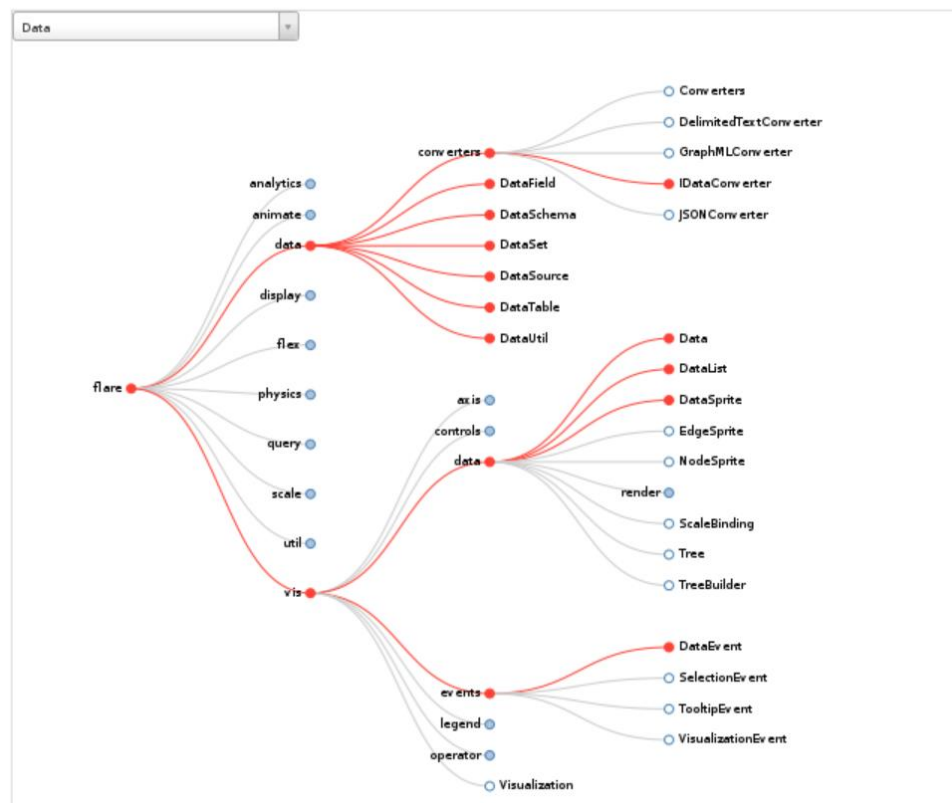 Data
flare
analytics
animate
data
display
flex
physics
query
scale
util
vis
converters
DataField
DataSchema
DataSet
DataSource
DataTable
DataUtil
axis
controls
data
events
legend
operator
Visualization
Converters
DelimitedTextConverter
GraphMLConverter
IDataConverter
JSONConverter
Data
DataList
DataSprite
EdgeSprite
NodeSprite
render
ScaleBinding
Tree
TreeBuilder
DataEvent
SelectionEvent
TooltipEvent
VisualizationEvent